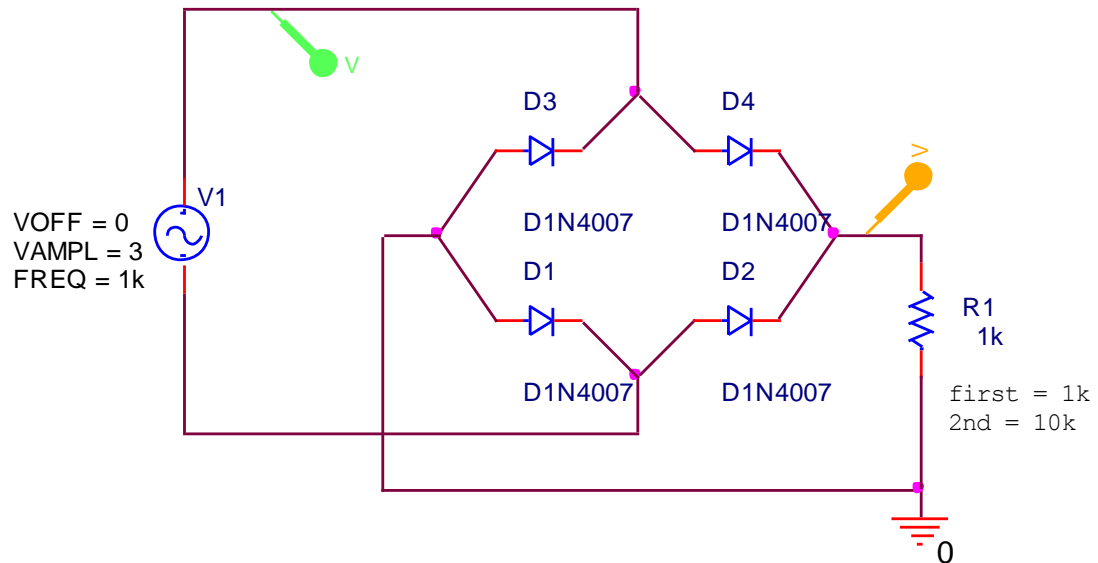 V
D3
D4
V
V1
VOFF = 0
VAMPL = 3
FREQ = 1k
D1N4007
D1N4007
D1
D2
R1
1k
D1N4007
D1N4007
first = 1k
2nd = 10k
0